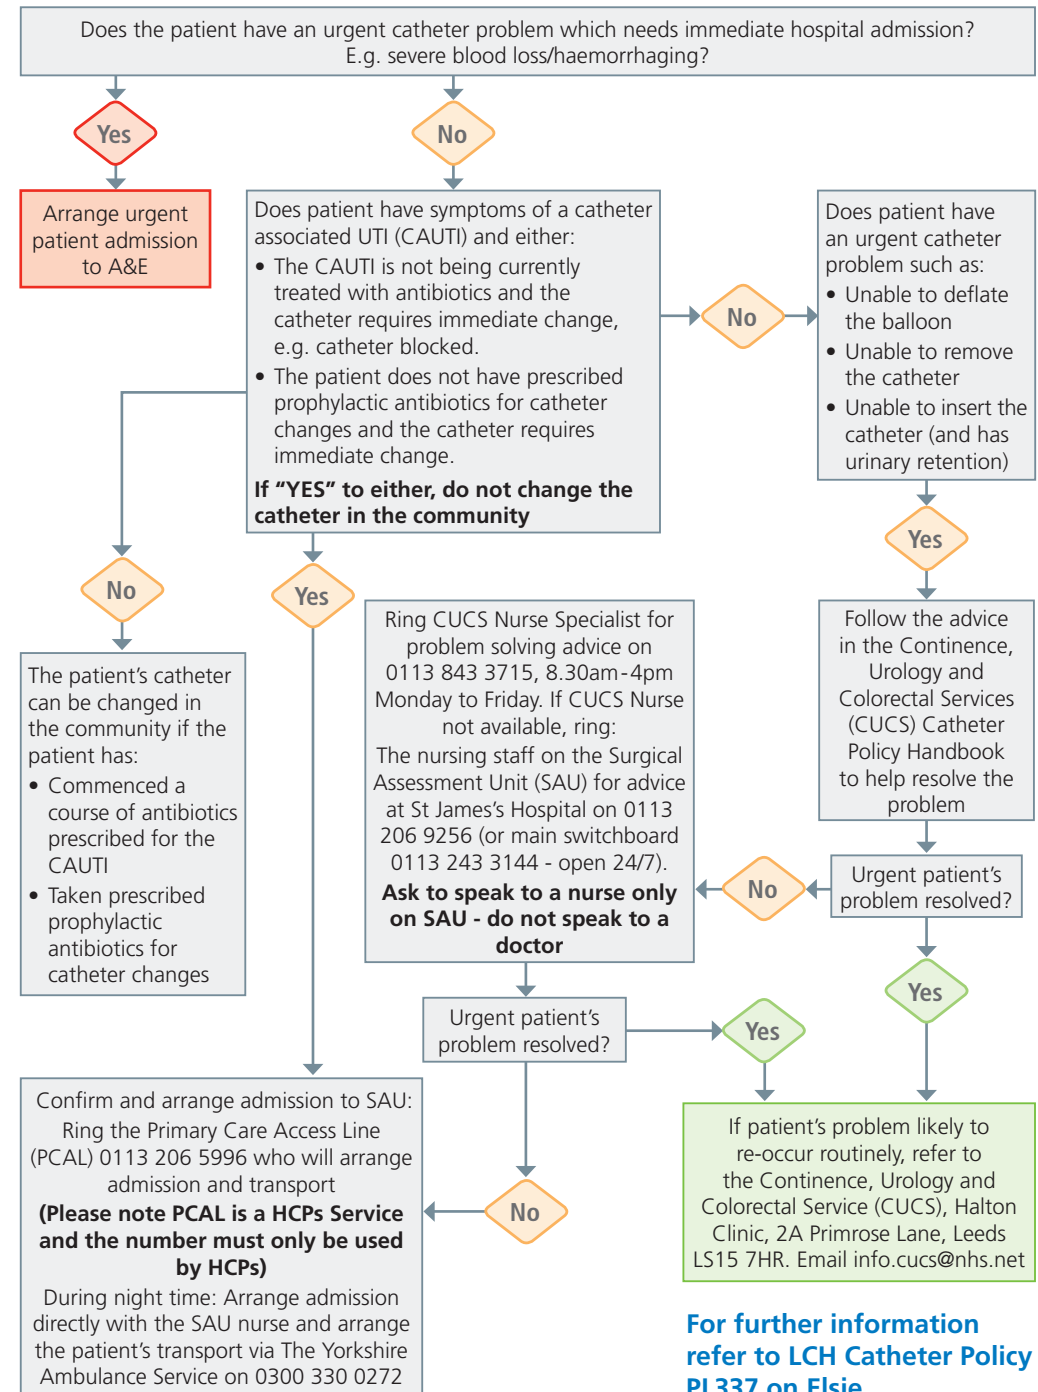 Does the patient have an urgent catheter problem which needs immediate hospital admission?
E.g. severe blood loss/haemorrhaging?
Yes
No
Arrange urgent
patient admission
to A&E
Does patient have symptoms of a catheter
associated UTI (CAUTI) and either:
• The CAUTI is not being currently
treated with antibiotics and the
catheter requires immediate change,
e.g. catheter blocked.
• The patient does not have prescribed
prophylactic antibiotics for catheter
changes and the catheter requires
immediate change.
If “YES” to either, do not change the
catheter in the community
No
Does patient have
an urgent catheter
problem such as:
• Unable to deflate
the balloon
• Unable to remove
the catheter
• Unable to insert the
catheter (and has
urinary retention)
Yes
No
Yes
Follow the advice
in the Continence,
Urology and
Colorectal Services
(CUCS) Catheter
Policy Handbook
to help resolve the
problem
The patient’s catheter
can be changed in
the community if the
patient has:
• Commenced a
course of antibiotics
prescribed for the
CAUTI
• Taken prescribed
prophylactic
antibiotics for
catheter changes
Ring CUCS Nurse Specialist for
problem solving advice on
0113 843 3715, 8.30am-4pm
Monday to Friday. If CUCS Nurse
not available, ring:
The nursing staff on the Surgical
Assessment Unit (SAU) for advice
at St James’s Hospital on 0113
206 9256 (or main switchboard
0113 243 3144 - open 24/7).
Ask to speak to a nurse only
on SAU - do not speak to a
doctor
No
Urgent patient’s
problem resolved?
Yes
Urgent patient’s
problem resolved?
Yes
Confirm and arrange admission to SAU:
Ring the Primary Care Access Line
(PCAL) 0113 206 5996 who will arrange
admission and transport
(Please note PCAL is a HCPs Service
and the number must only be used
by HCPs)
During night time: Arrange admission
directly with the SAU nurse and arrange
the patient’s transport via The Yorkshire
Ambulance Service on 0300 330 0272
No
If patient’s problem likely to
re-occur routinely, refer to
the Continence, Urology and
Colorectal Service (CUCS), Halton
Clinic, 2A Primrose Lane, Leeds
LS15 7HR. Email info.cucs@nhs.net
For further information
refer to LCH Catheter Policy
PL337 on Elsie